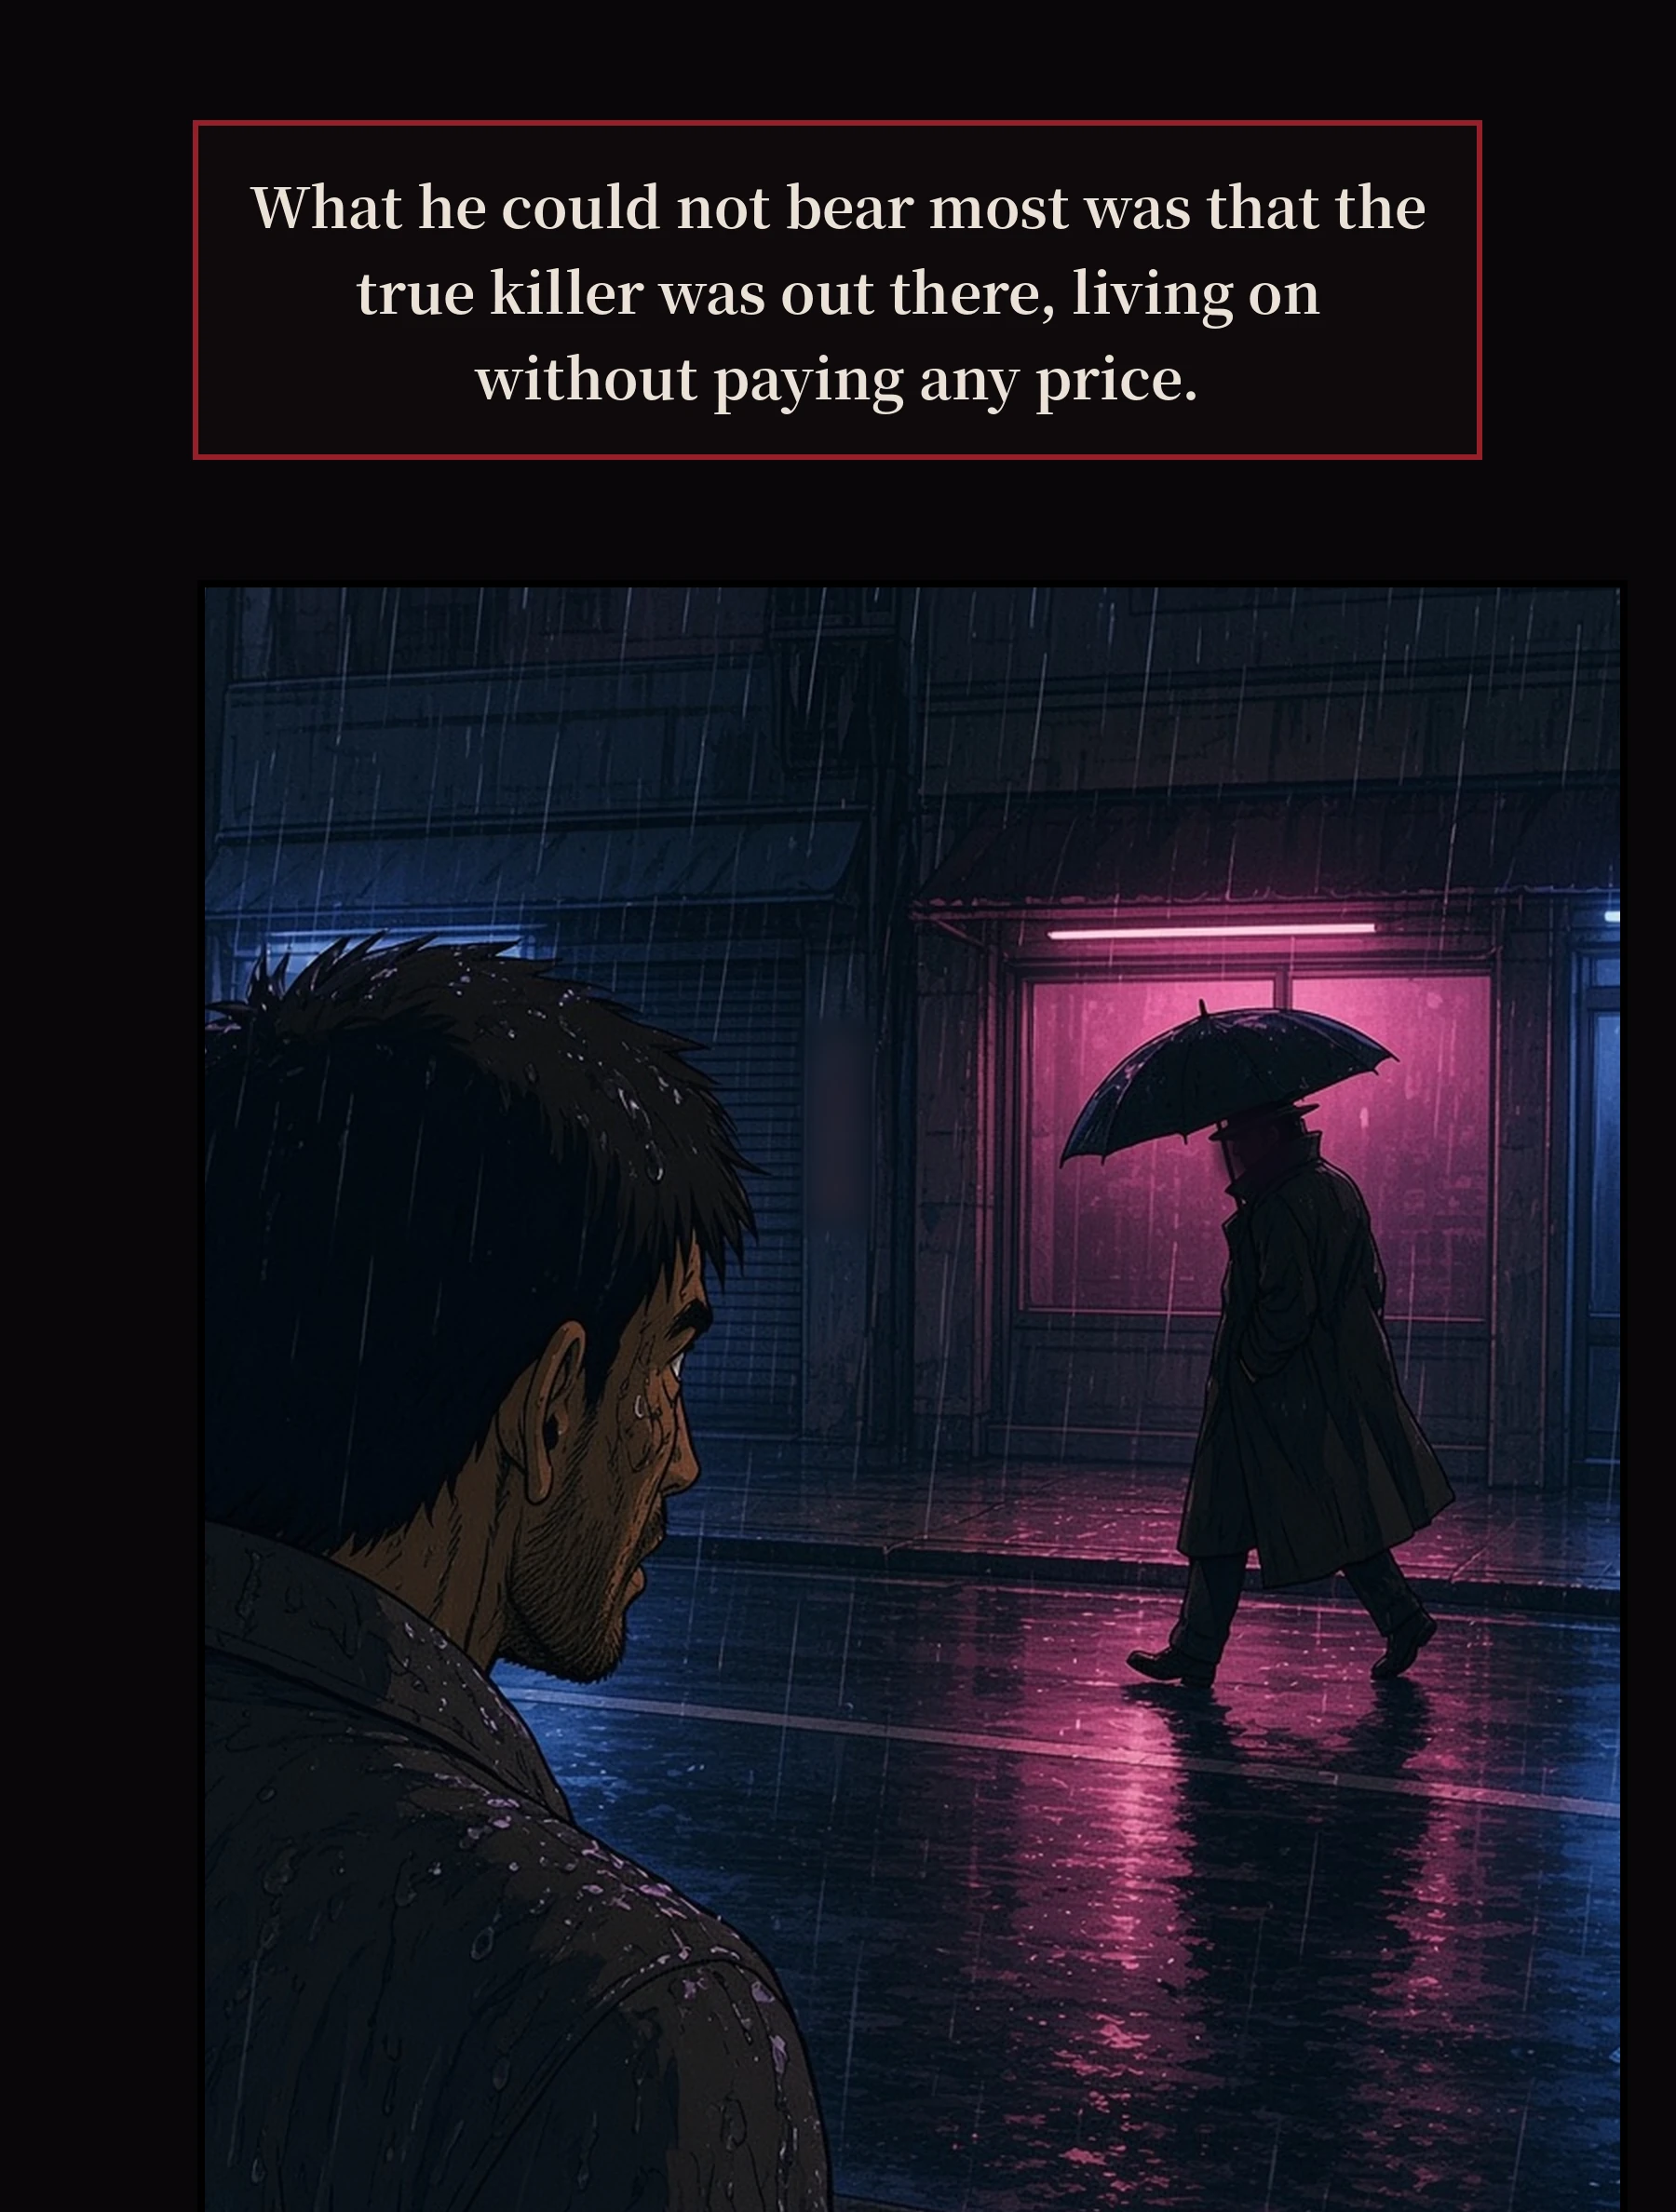 What he could not bear most was that the
true killer was out there, living on
without paying any price.